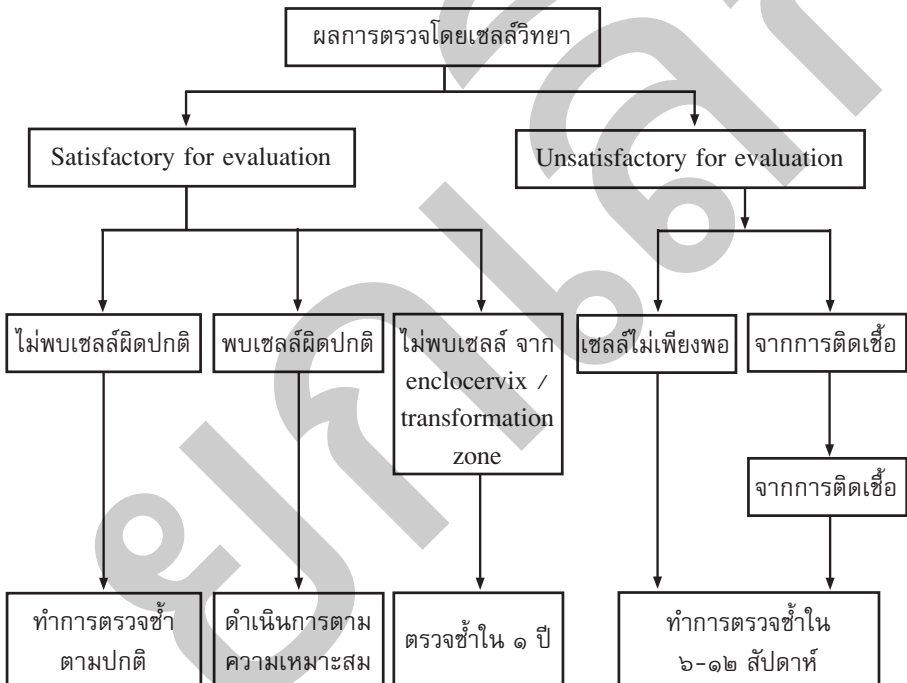 ผลการตรวจโดยเซลล์วิทยา
Satisfactory for evaluation
Unsatisfactory for evaluation
ไม่พบเซลล์ผิดปกติ
พบเซลล์ผิดปกติ
ไม่พบเซลล์ จาก
enclocervix /
transformation
zone
เซลล์ไม่เพียงพอ
จากการติดเชื้อ
จากการติดเชื้อ
ทำการตรวจซ้ำ
ตามปกติ
ดำเนินการตาม
ความเหมาะสม
ตรวจซ้ำใน ๑ ปี
ทำการตรวจซ้ำใน
๖-๑๒ สัปดาห์